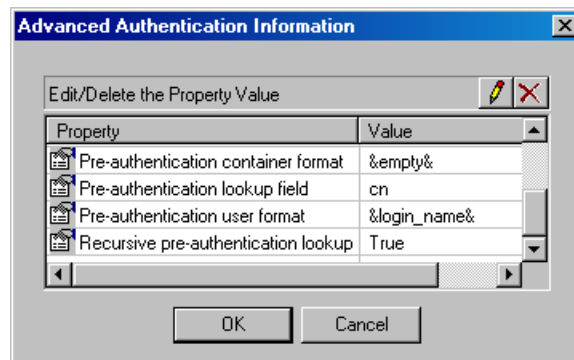 Advanced Authentication Information
Edit/Delete the Property Value
Property Value
Pre-authentication container format &empty&
Pre-authentication lookup field cn
Pre-authentication user format &login_name&
Recursive pre-authentication lookup True
OK Cancel